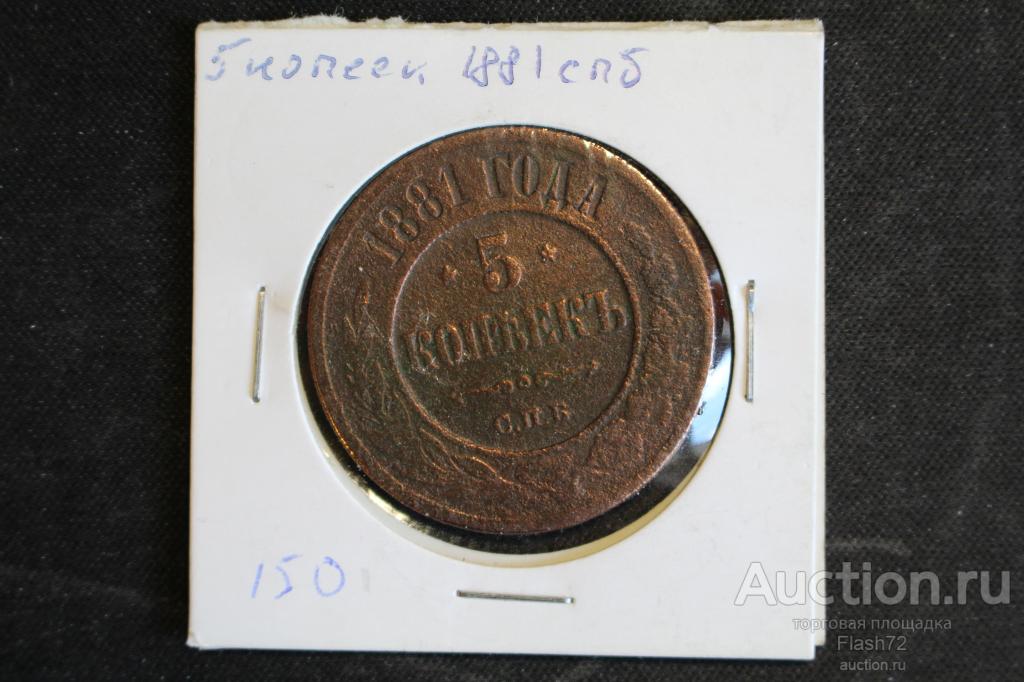 5 копеек 1881 спб
1881 ГОДА
5
КОПѢЕКЪ
С.П.Б
150
Auction.ru
торговая площадка
Flash72
auction.ru